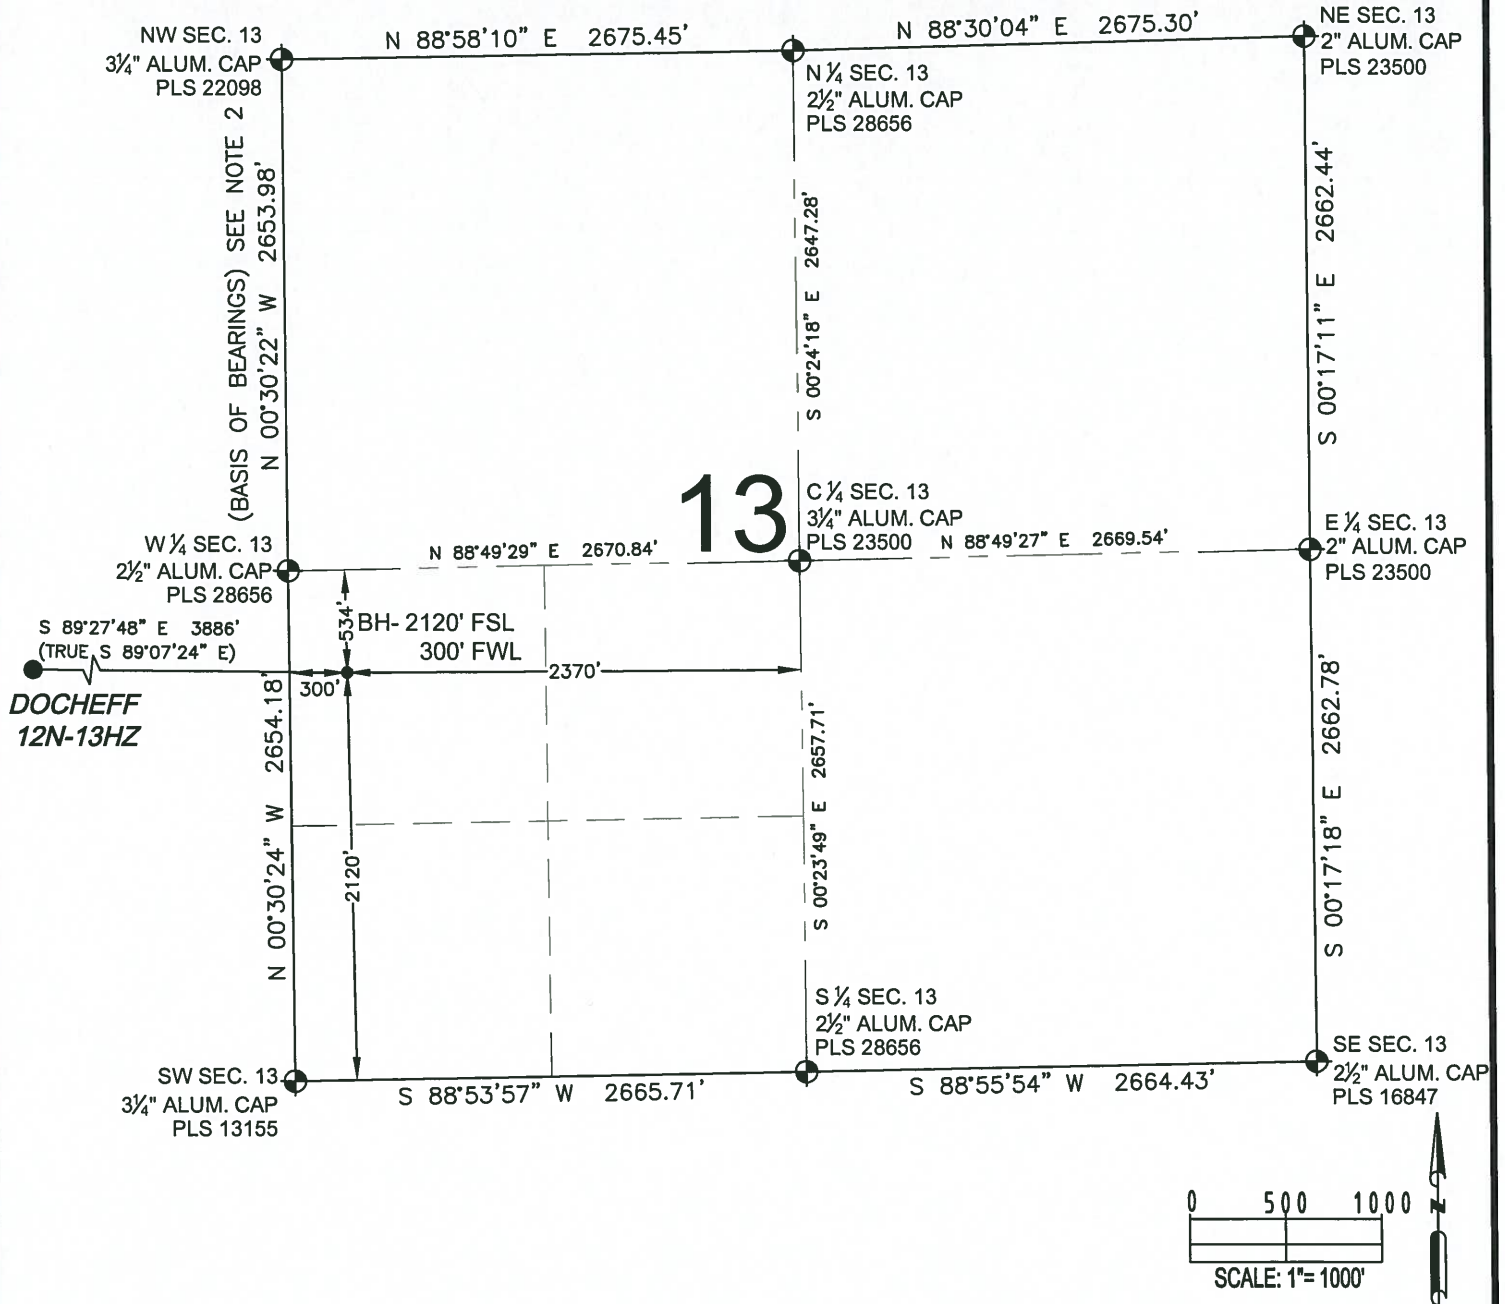 NW SEC. 13
3¼" ALUM. CAP
PLS 22098
N 88°58'10" E 2675.45'
N 88°30'04" E 2675.30'
NE SEC. 13
2" ALUM. CAP
PLS 23500
N ¼ SEC. 13
2½" ALUM. CAP
PLS 28656
(BASIS OF BEARINGS) SEE NOTE 2
N 00°30'22" W 2653.98'
S 00°24'18" E 2647.28'
S 00°17'11" E 2662.44'
13
C ¼ SEC. 13
3¼" ALUM. CAP
PLS 23500
W ¼ SEC. 13
2½" ALUM. CAP
PLS 28656
N 88°49'29" E 2670.84'
N 88°49'27" E 2669.54'
E ¼ SEC. 13
2" ALUM. CAP
PLS 23500
S 89°27'48" E 3886'
(TRUE S 89°07'24" E)
DOCHEFF
12N-13HZ
534'
BH- 2120' FSL
300' FWL
300'
2370'
N 00°30'24" W 2654.18'
2120'
S 00°23'49" E 2657.71'
S 00°17'18" E 2662.78'
SW SEC. 13
3¼" ALUM. CAP
PLS 13155
S 88°53'57" W 2665.71'
S ¼ SEC. 13
2½" ALUM. CAP
PLS 28656
S 88°55'54" W 2664.43'
SE SEC. 13
2½" ALUM. CAP
PLS 16847
0 500 1000
SCALE: 1"= 1000'
N